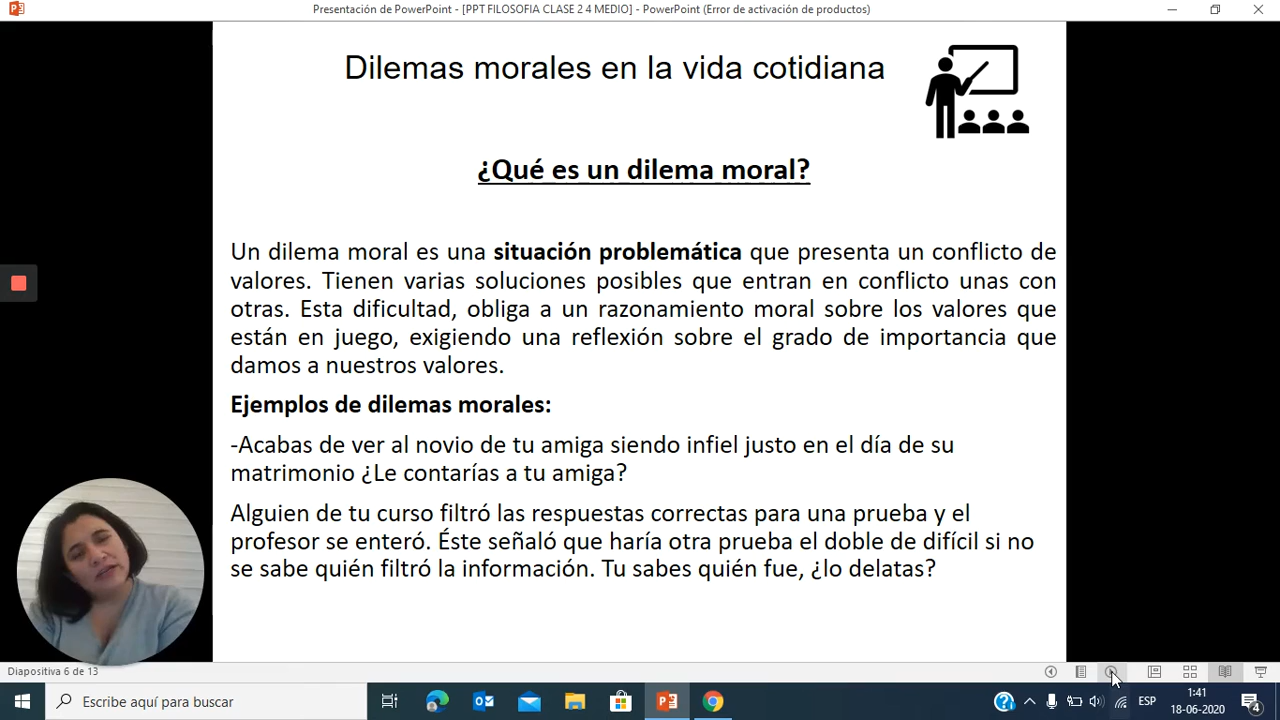 Presentación de PowerPoint - [PPT FILOSOFIA CLASE 2 4 MEDIO] - PowerPoint (Error de activación de productos)
Dilemas morales en la vida cotidiana
¿Qué es un dilema moral?
Un dilema moral es una situación problemática que presenta un conflicto de
valores. Tienen varias soluciones posibles que entran en conflicto unas con
otras. Esta dificultad, obliga a un razonamiento moral sobre los valores que
están en juego, exigiendo una reflexión sobre el grado de importancia que
damos a nuestros valores.
Ejemplos de dilemas morales:
-Acabas de ver al novio de tu amiga siendo infiel justo en el día de su
matrimonio ¿Le contarías a tu amiga?
Alguien de tu curso filtró las respuestas correctas para una prueba y el
profesor se enteró. Éste señaló que haría otra prueba el doble de difícil si no
se sabe quién filtró la información. Tu sabes quién fue, ¿lo delatas?
Diapositiva 6 de 13
Escribe aquí para buscar
ESP
1:41
18-06-2020
4